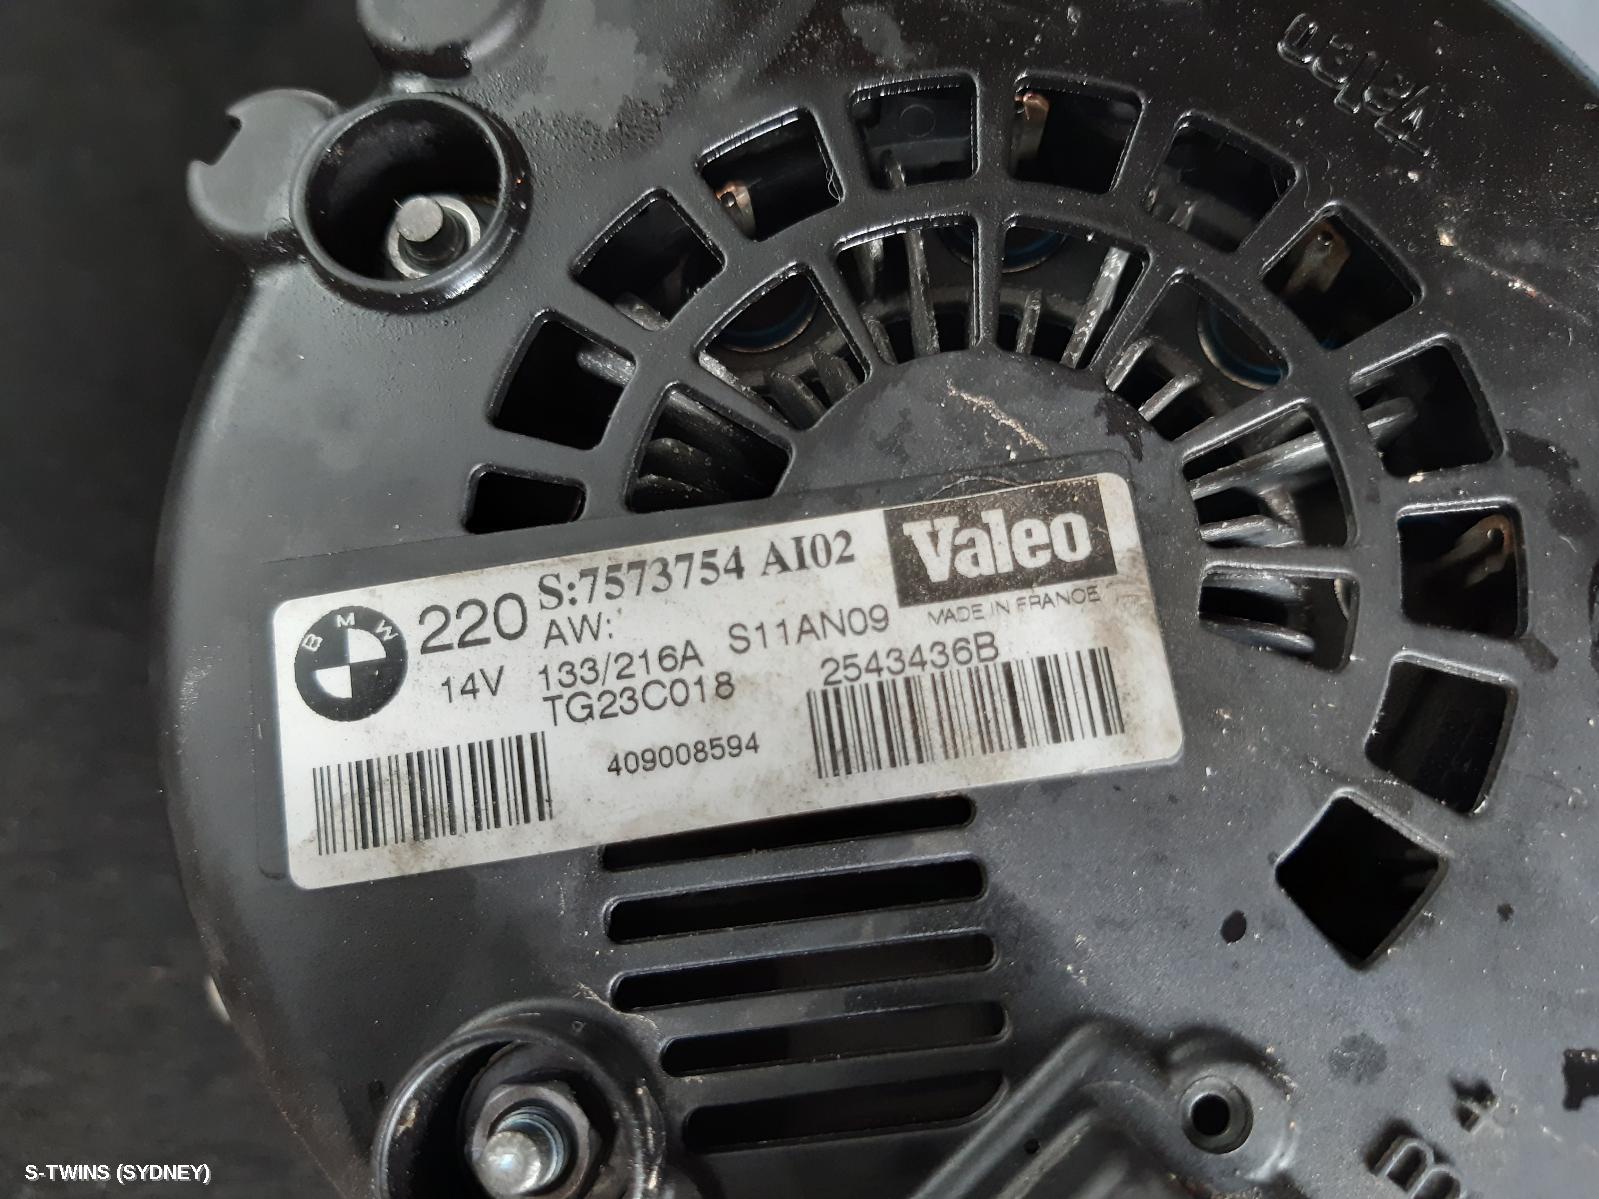 Valeo
BMW
220
S:7573754 AI02
Valeo
AW:
MADE IN FRANCE
14V 133/216A S11AN09
TG23C018
2543436B
409008594
B+
S-TWINS (SYDNEY)